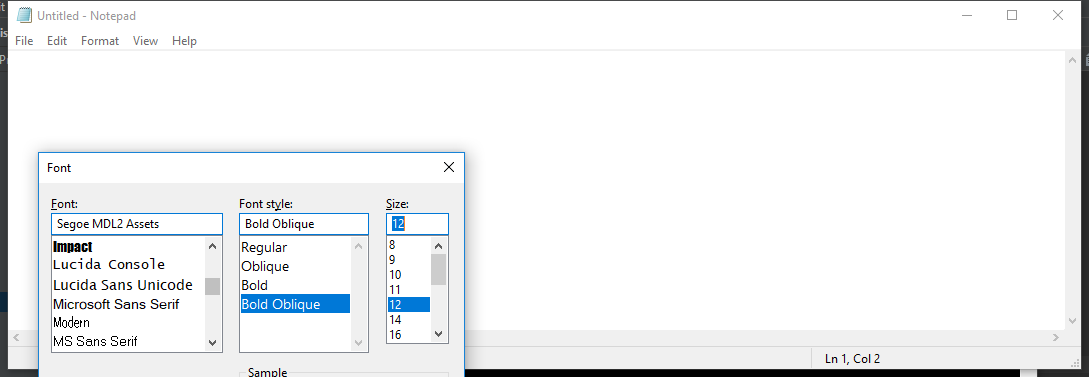 Untitled - Notepad
File Edit Format View Help
Font
Font: Font style: Size:
Segoe MDL2 Assets Bold Oblique 12
Impact
Lucida Console
Lucida Sans Unicode
Microsoft Sans Serif
Modern
MS Sans Serif
Regular
Oblique
Bold
Bold Oblique
8
9
10
11
12
14
16
Sample
Ln 1, Col 2